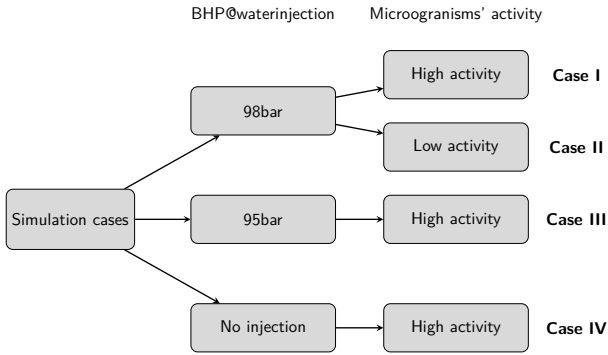 BHP@waterinjection Microogranisms' activity
High activity Case I
98bar
Low activity Case II
Simulation cases 95bar High activity Case III
No injection High activity Case IV